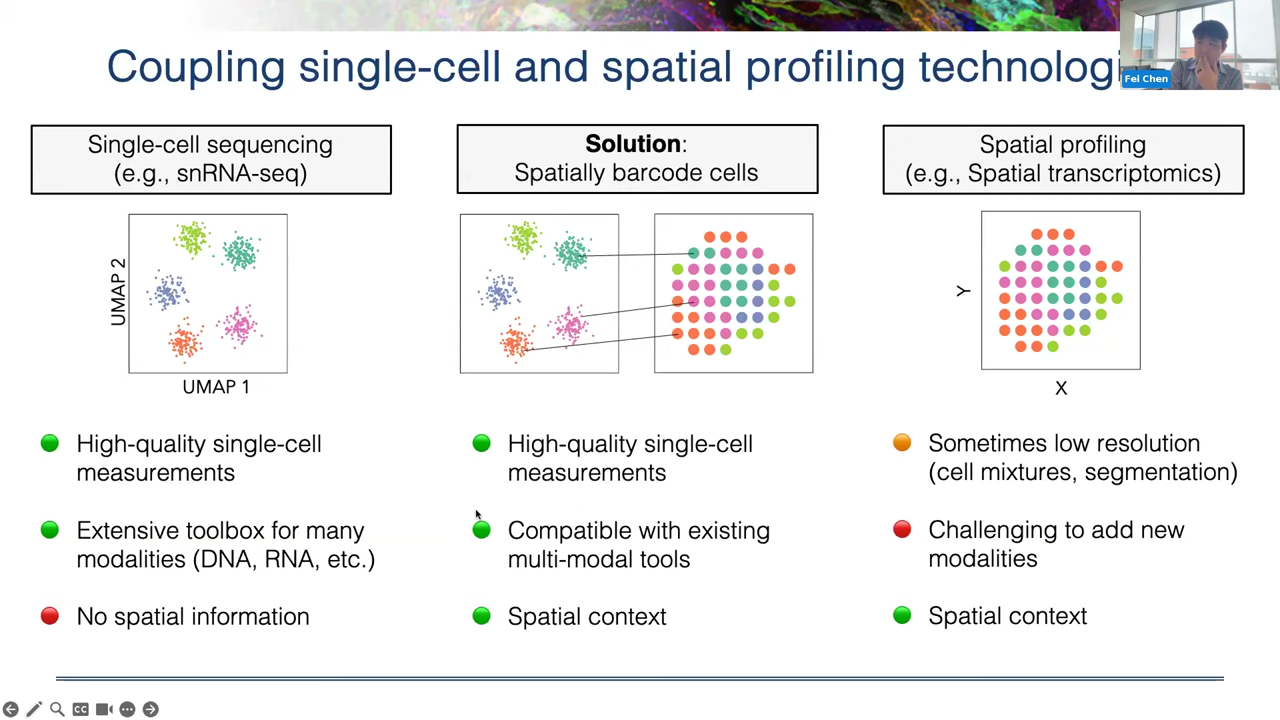 Coupling single-cell and spatial profiling technologi
Fei Chen
Single-cell sequencing
(e.g., snRNA-seq)
UMAP 2
UMAP 1
High-quality single-cell
measurements
Extensive toolbox for many
modalities (DNA, RNA, etc.)
No spatial information
Solution:
Spatially barcode cells
High-quality single-cell
measurements
Compatible with existing
multi-modal tools
Spatial context
Spatial profiling
(e.g., Spatial transcriptomics)
Y
X
Sometimes low resolution
(cell mixtures, segmentation)
Challenging to add new
modalities
Spatial context
CC